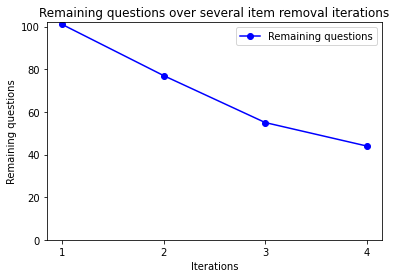 Remaining questions over several item removal iterations
Remaining questions
100
80
60
40
20
0
Remaining questions
1
2
3
4
Iterations